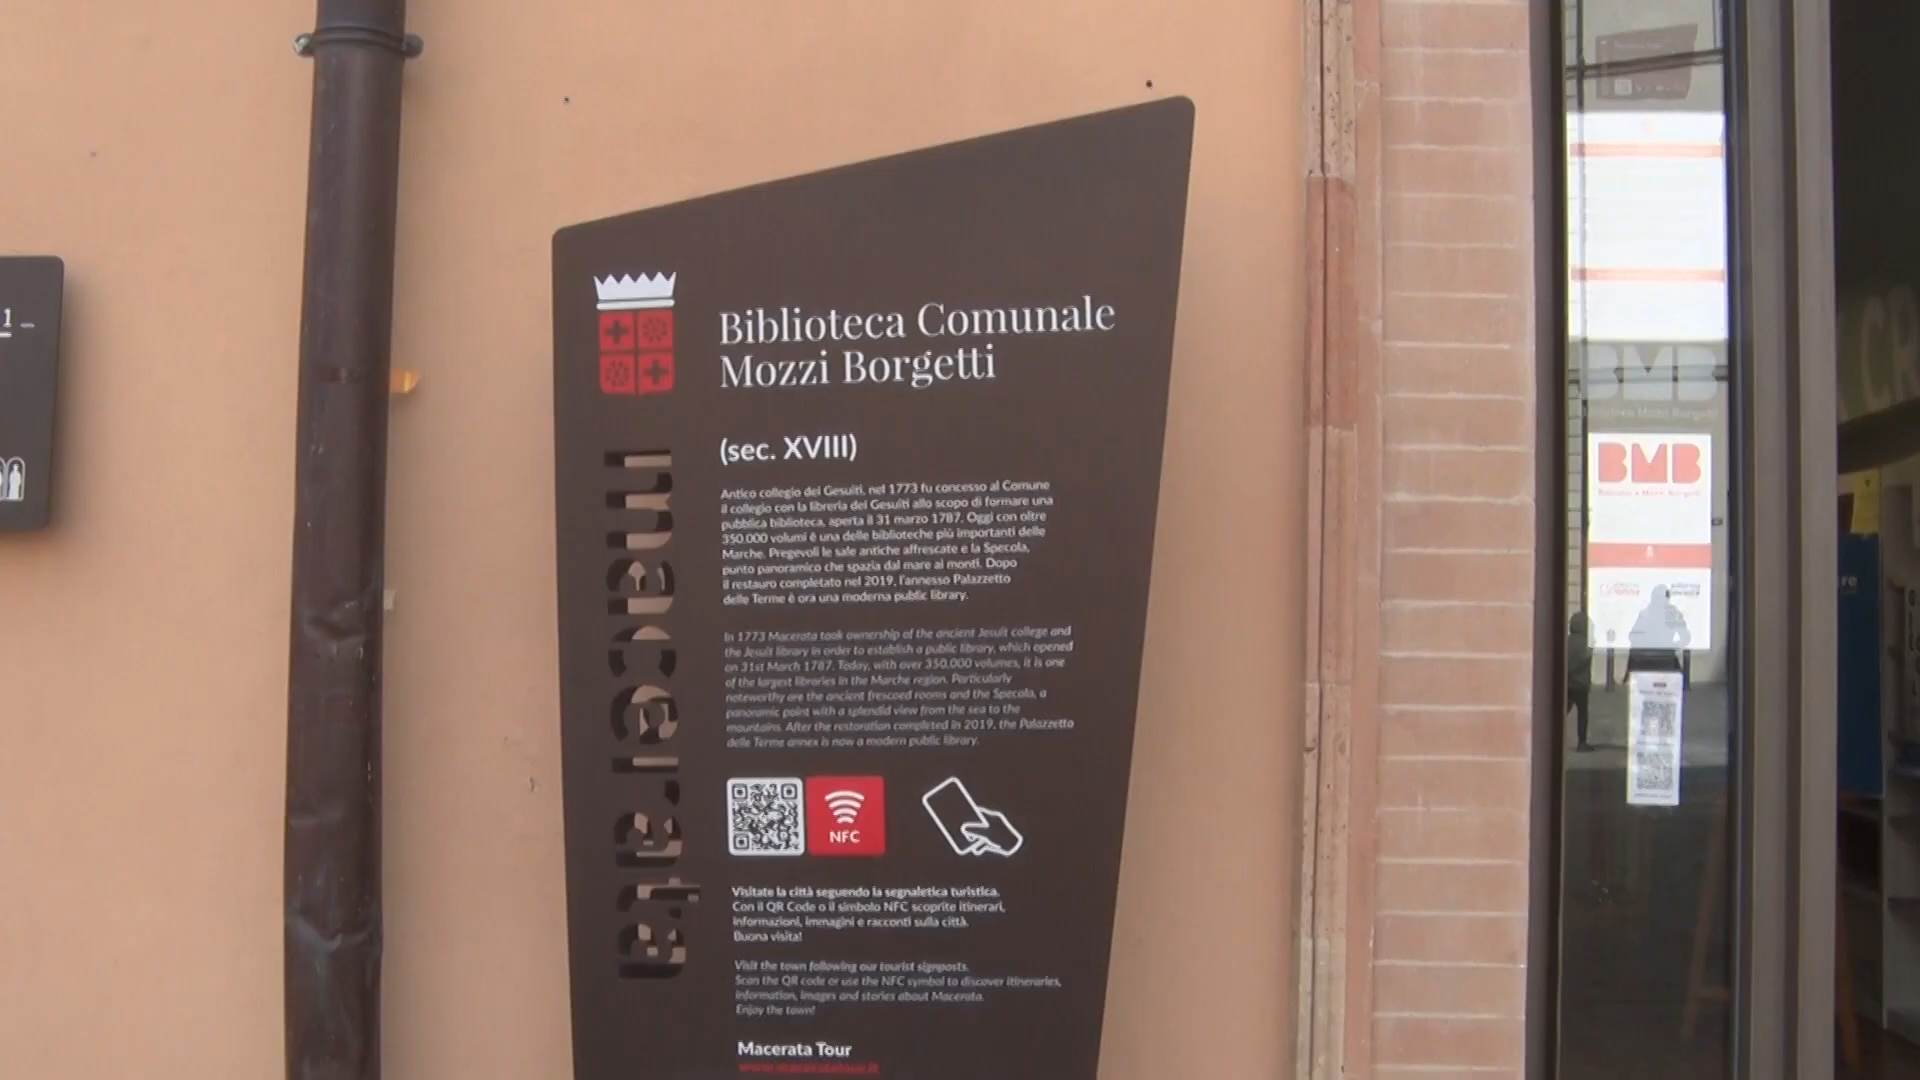 Biblioteca Comunale
Mozzi Borgetti
(sec. XVIII)
Antico collegio dei Gesuiti, nel 1773 fu concesso al Comune
il collegio con la libreria dei Gesuiti allo scopo di formare una
pubblica biblioteca, aperta il 31 marzo 1787. Oggi con oltre
350.000 volumi è una delle biblioteche più importanti delle
Marche. Pregevoli le sale antiche affrescate e la Specola,
punto panoramico che spazia dal mare ai monti. Dopo
il restauro completato nel 2019, l'annesso Palazzetto
delle Terme è ora una moderna public library.
In 1773 Macerata took ownership of the ancient Jesuit college and
the Jesuit library in order to establish a public library, which opened
on 31st March 1787. Today, with over 350,000 volumes, it is one
of the largest libraries in the Marche region. Particularly
noteworthy are the ancient frescoed rooms and the Specola, a
panoramic point with a splendid view from the sea to the
mountains. After the restoration completed in 2019, the Palazzetto
delle Terme annex is now a modern public library.
NFC
Visitate la città seguendo la segnaletica turistica.
Con il QR Code o il simbolo NFC scoprite itinerari,
informazioni, immagini e racconti sulla città.
Buona visita!
Visit the town following our tourist signposts.
Scan the QR code or use the NFC symbol to discover itineraries,
information, images and stories about Macerata.
Enjoy the town!
Macerata Tour
www.maceratatour.it
macerata
1
BMB
Biblioteca Mozzi Borgetti
BMB
Mozzi Borgetti
CR
re